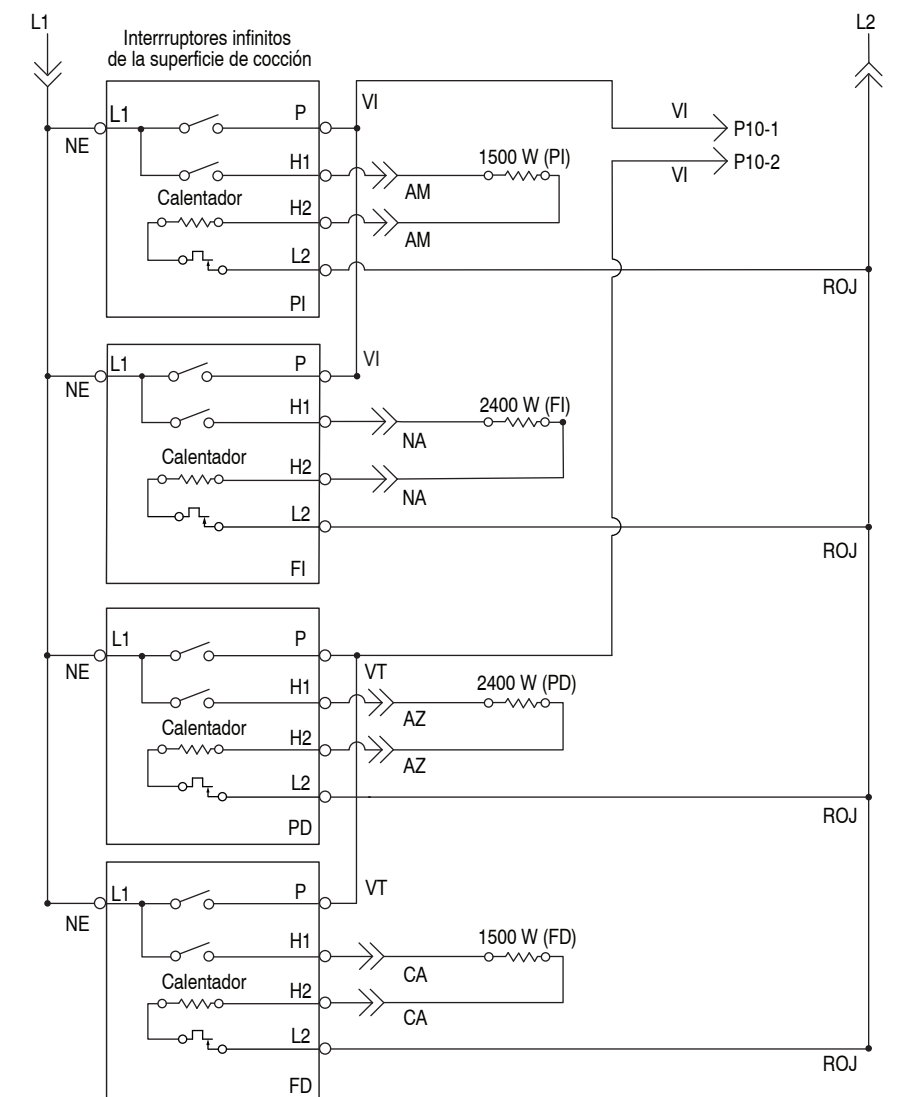 L1
L2
Interrruptores infinitos
de la superficie de cocción
L1
P
VI
VI
P10-1
NE
1500 W (PI)
VI
P10-2
H1
AM
Calentador
H2
AM
L2
ROJ
PI
L1
P
VI
NE
2400 W (FI)
H1
NA
Calentador
H2
NA
L2
ROJ
FI
L1
P
NE
VT
2400 W (PD)
H1
AZ
Calentador
H2
AZ
L2
ROJ
PD
L1
P
VT
NE
1500 W (FD)
H1
CA
Calentador
H2
CA
L2
ROJ
FD